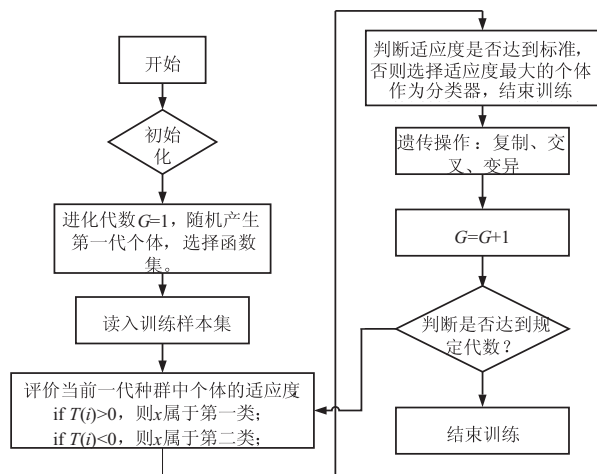 开始
初始
化
进化代数G=1，随机产生
第一代个体，选择函数
集。
读入训练样本集
评价当前一代种群中个体的适应度
if T(i)>0，则x属于第一类；
if T(i)<0，则x属于第二类；
判断适应度是否达到标准，
否则选择适应度最大的个体
作为分类器，结束训练
遗传操作：复制、交
叉、变异
G=G+1
判断是否达到规
定代数？
结束训练